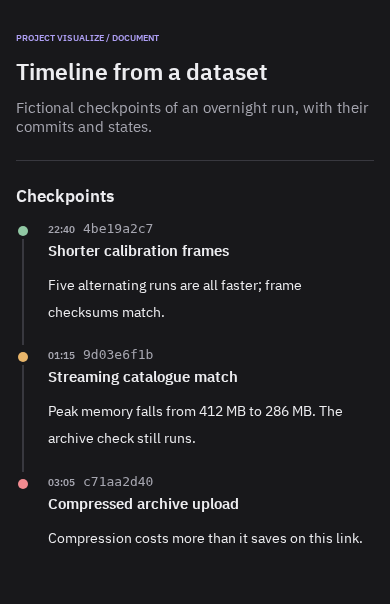 PROJECT VISUALIZE / DOCUMENT
Timeline from a dataset
Fictional checkpoints of an overnight run, with their
commits and states.
Checkpoints
22:40 4be19a2c7
Shorter calibration frames
Five alternating runs are all faster; frame
checksums match.
01:15 9d03e6f1b
Streaming catalogue match
Peak memory falls from 412 MB to 286 MB. The
archive check still runs.
03:05 c71aa2d40
Compressed archive upload
Compression costs more than it saves on this link.